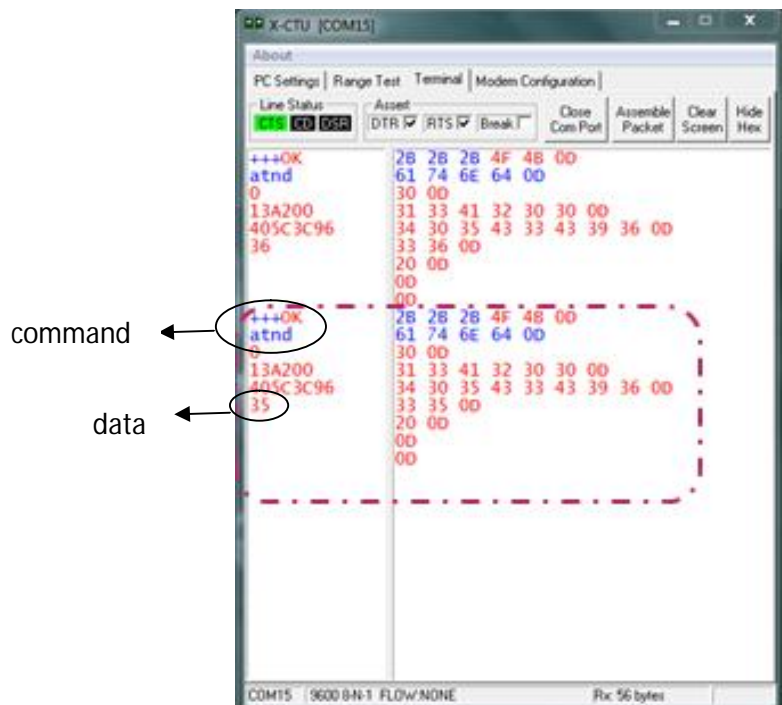 X-CTU [COM15]
About
PC Settings Range Test Terminal Modem Configuration
Line Status Assert
CTS CD DSR DTR RTS Break Close Com Port Assemble Packet Clear Screen Hide Hex
+++OK 2B 2B 2B 4F 4B 0D
atnd 61 74 6E 64 0D
0 30 0D
13A200 31 33 41 32 30 30 0D
405C3C96 34 30 35 43 33 43 39 36 0D
36 33 36 0D
20 0D
0D
0D
+++OK 2B 2B 2B 4F 4B 0D
command atnd 61 74 6E 64 0D
0 30 0D
13A200 31 33 41 32 30 30 0D
405C3C96 34 30 35 43 33 43 39 36 0D
data 35 33 35 0D
20 0D
0D
0D
COM15 9600 8-N-1 FLOW:NONE Rx: 56 bytes